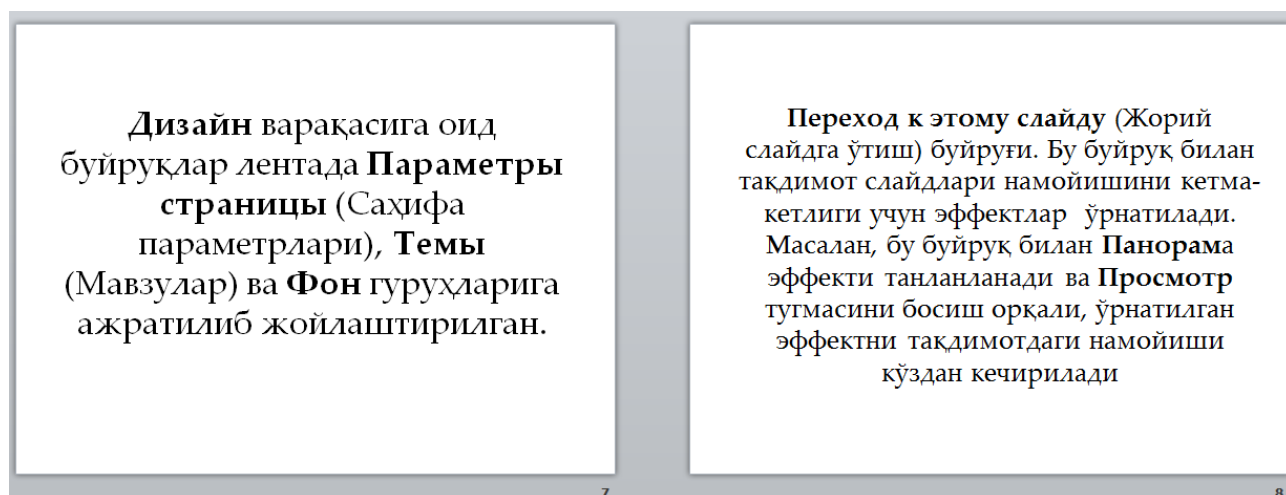 Дизайн варақасига оид
буйруқлар лентада Параметры
страницы (Саҳифа
параметрлари), Темы
(Мавзулар) ва Фон гуруҳларига
ажратилиб жойлаштирилган.
7
Переход к этому слайду (Жорий
слайдга ўтиш) буйруғи. Бу буйруқ билан
тақдимот слайдлари намойишини кетма-
кетлиги учун эффектлар ўрнатилади.
Масалан, бу буйруқ билан Панорама
эффекти танланланади ва Просмотр
тугмасини босиш орқали, ўрнатилган
эффектни тақдимотдаги намойиши
кўздан кечирилади
8